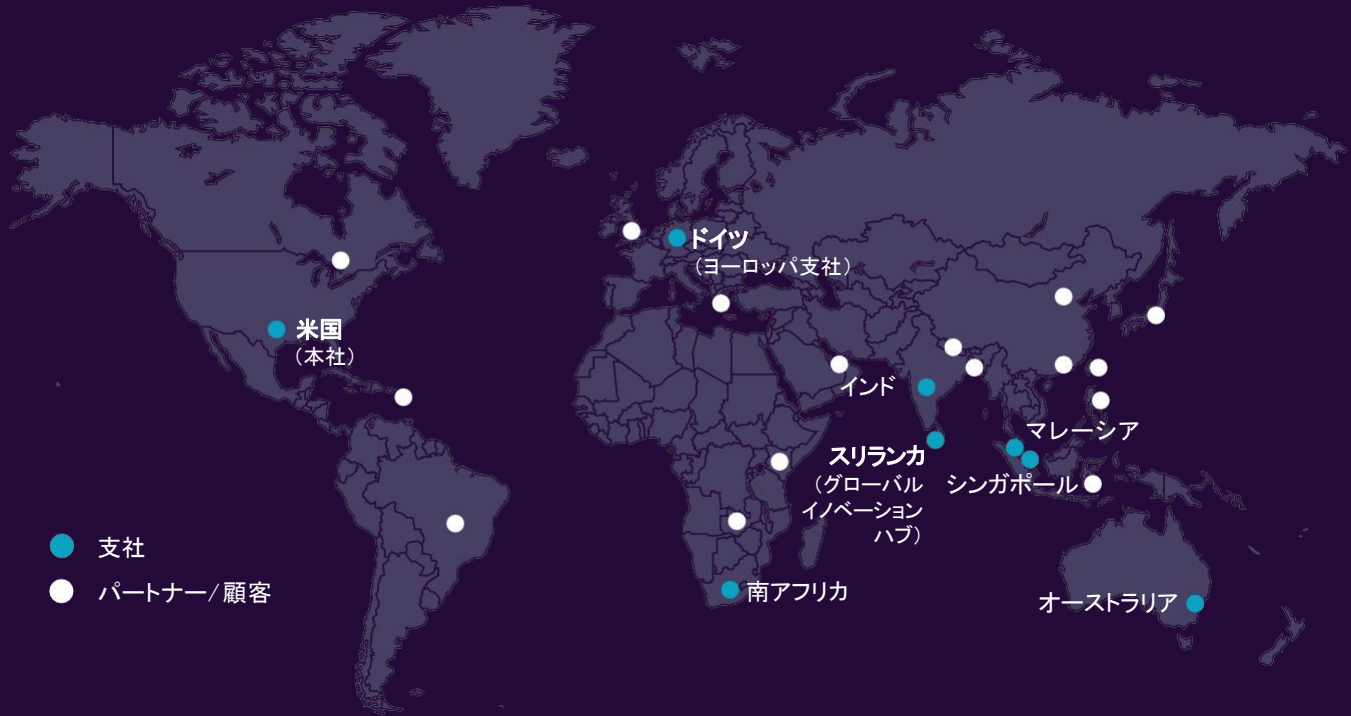 ドイツ
（ヨーロッパ支社）
米国
（本社）
インド
マレーシア
スリランカ
（グローバル
イノベーション
ハブ）
シンガポール
支社
パートナー/顧客
南アフリカ
オーストラリア